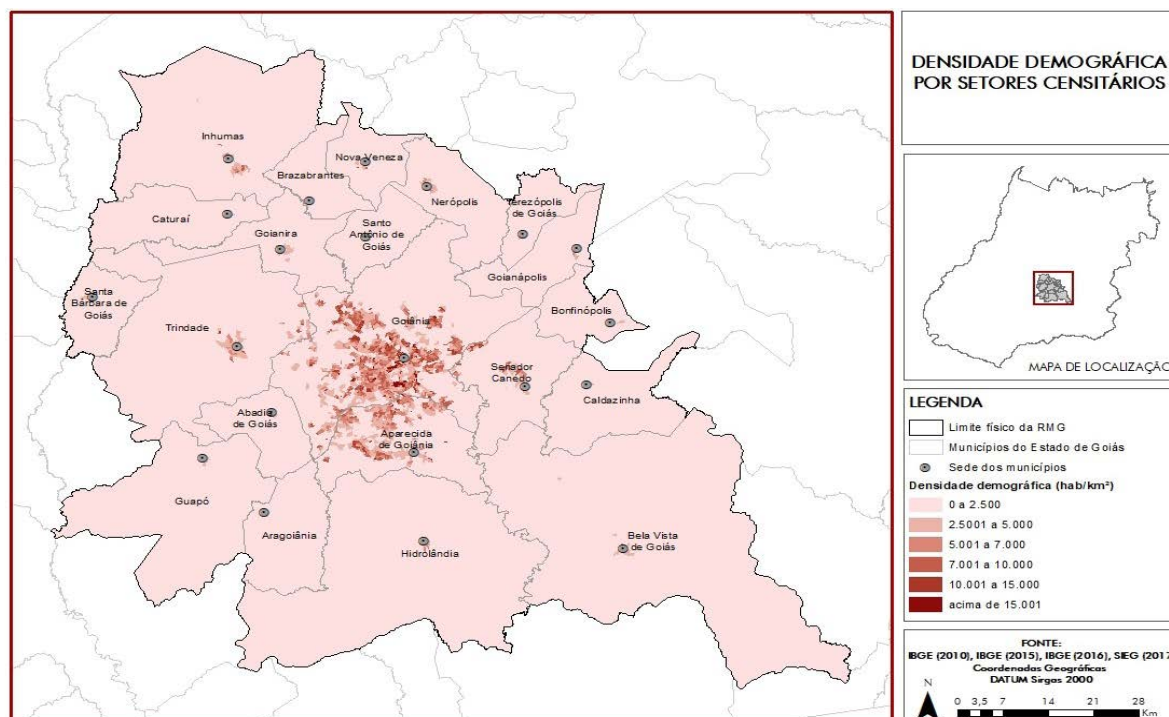 DENSIDADE DEMOGRÁFICA
POR SETORES CENSITÁRIOS
Inhumas
Nova Veneza
Brazabrantes
Nerópolis
Terezópolis
de Goiás
Caturaí
Goianira
Santo
Antônio de
Goiás
Goianápolis
Santa
Bárbara de
Goiás
Bonfinópolis
Trindade
Goiânia
Senador
Canedo
Caldazinha
Abadia
de Goiás
Aparecida
de Goiânia
Guapó
Aragoiânia
Hidrolândia
Bela Vista
de Goiás
MAPA DE LOCALIZAÇÃO
LEGENDA
Limite físico da RMG
Municípios do Estado de Goiás
Sede dos municípios
Densidade demográfica (hab/km²)
0 a 2.500
2.5001 a 5.000
5.001 a 7.000
7.001 a 10.000
10.001 a 15.000
acima de 15.001
FONTE:
IBGE (2010), IBGE (2015), IBGE (2016), SIEG (2017
Coordenadas Geográficas
DATUM Sirgas 2000
N
0 3,5 7 14 21 28
Km